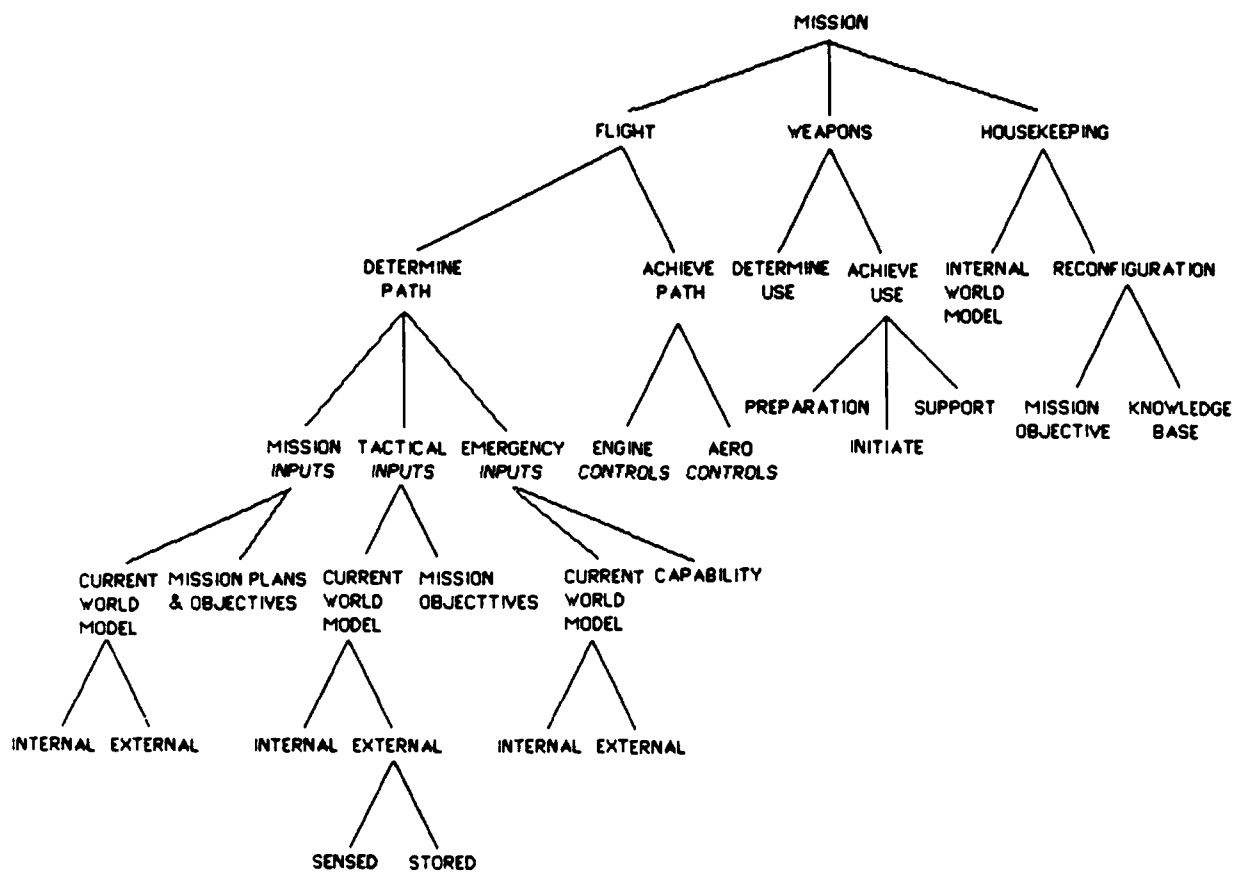 MISSION
FLIGHT
WEAPONS
HOUSEKEEPING
DETERMINE
PATH
ACHIEVE
PATH
DETERMINE
USE
ACHIEVE
USE
INTERNAL
WORLD
MODEL
RECONFIGURATION
PREPARATION
SUPPORT
INITIATE
MISSION
OBJECTIVE
KNOWLEDGE
BASE
MISSION
INPUTS
TACTICAL
INPUTS
EMERGENCY
INPUTS
ENGINE
CONTROLS
AERO
CONTROLS
CURRENT
WORLD
MODEL
MISSION PLANS
& OBJECTIVES
CURRENT
WORLD
MODEL
MISSION
OBJECTTIVES
CURRENT
WORLD
MODEL
CAPABILITY
INTERNAL
EXTERNAL
INTERNAL
EXTERNAL
INTERNAL
EXTERNAL
SENSED
STORED